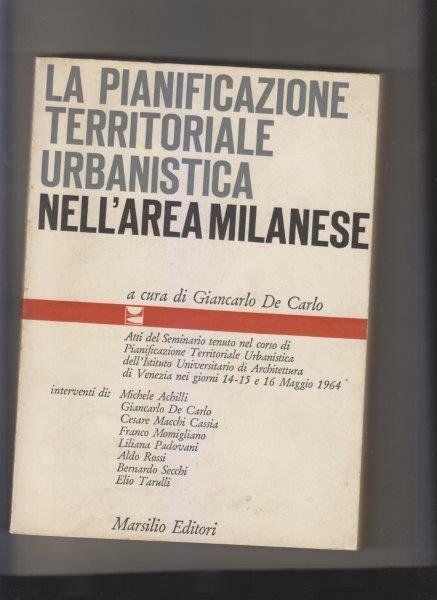 LA PIANIFICAZIONE
TERRITORIALE
URBANISTICA
NELL'AREA MILANESE
a cura di Giancarlo De Carlo
Atti del Seminario tenuto nel corso di
Pianificazione Territoriale Urbanistica
dell'Istituto Universitario di Architettura
di Venezia nei giorni 14-15 e 16 Maggio 1964
interventi di: Michele Achilli
Giancarlo De Carlo
Cesare Macchi Cassia
Franco Momigliano
Liliana Padovani
Aldo Rossi
Bernardo Secchi
Elio Tarulli
Marsilio Editori